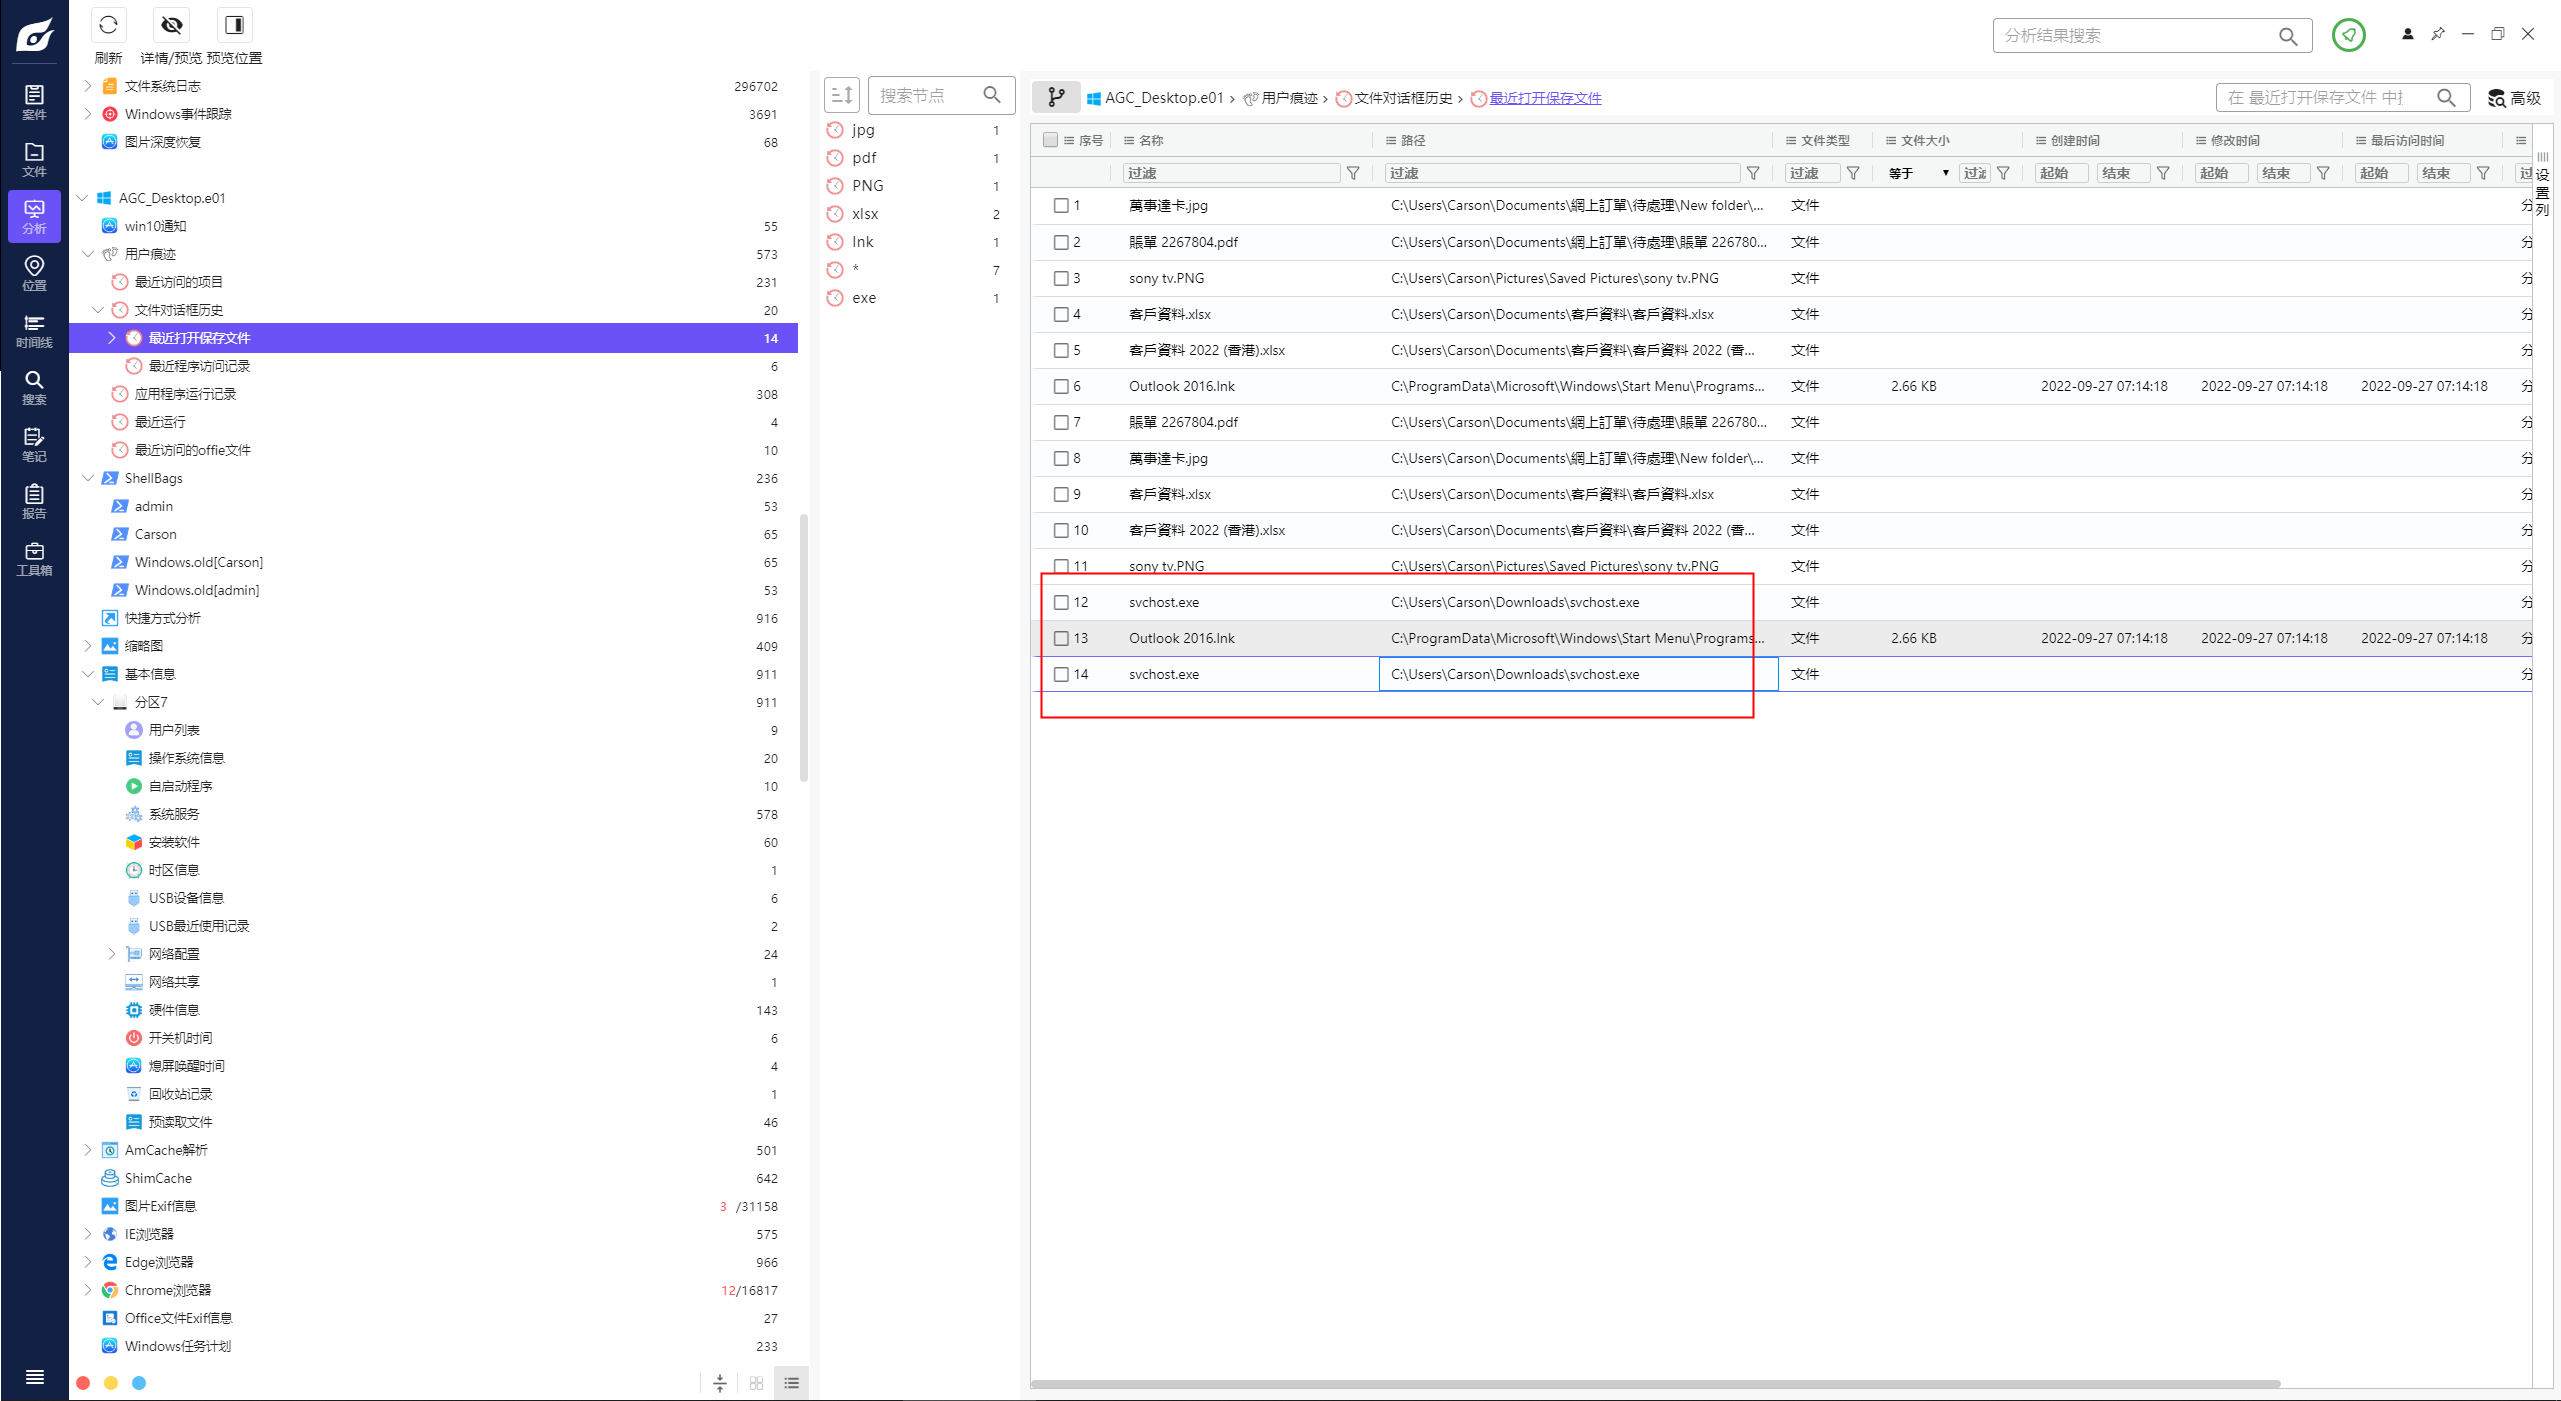 刷新
详情/预览
预览位置
分析结果搜索
案件
文件
分析
位置
时间线
搜索
笔记
报告
工具箱
文件系统日志 296702
Windows事件跟踪 3691
图片深度恢复 68
AGC_Desktop.e01
win10通知 55
用户痕迹 573
最近访问的项目 231
文件对话框历史 20
最近打开保存文件 14
最近程序访问记录 6
应用程序运行记录 308
最近运行 4
最近访问的offie文件 10
ShellBags 236
admin 53
Carson 65
Windows.old[Carson] 65
Windows.old[admin] 53
快捷方式分析 916
缩略图 409
基本信息 911
分区7 911
用户列表 9
操作系统信息 20
自启动程序 10
系统服务 578
安装软件 60
时区信息 1
USB设备信息 6
USB最近使用记录 2
网络配置 24
网络共享 1
硬件信息 143
开关机时间 6
熄屏唤醒时间 4
回收站记录 1
预读取文件 46
AmCache解析 501
ShimCache 642
图片Exif信息 3 /31158
IE浏览器 575
Edge浏览器 966
Chrome浏览器 12/16817
Office文件Exif信息 27
Windows任务计划 233
搜索节点
jpg 1
pdf 1
PNG 1
xlsx 2
lnk 1
* 7
exe 1
AGC_Desktop.e01 › 用户痕迹 › 文件对话框历史 › 最近打开保存文件
在 最近打开保存文件 中
高级
序号 名称 路径 文件类型 文件大小 创建时间 修改时间 最后访问时间
过滤 过滤 过滤 等于 ▼ 过滤 起始 结束 起始 结束 起始 结束
设置列
1 萬事達卡.jpg C:\Users\Carson\Documents\網上訂單\待處理\New folder\... 文件
2 賬單 2267804.pdf C:\Users\Carson\Documents\網上訂單\待處理\賬單 226780... 文件
3 sony tv.PNG C:\Users\Carson\Pictures\Saved Pictures\sony tv.PNG 文件
4 客戶資料.xlsx C:\Users\Carson\Documents\客戶資料\客戶資料.xlsx 文件
5 客戶資料 2022 (香港).xlsx C:\Users\Carson\Documents\客戶資料\客戶資料 2022 (香... 文件
6 Outlook 2016.lnk C:\ProgramData\Microsoft\Windows\Start Menu\Programs... 文件 2.66 KB 2022-09-27 07:14:18 2022-09-27 07:14:18 2022-09-27 07:14:18
7 賬單 2267804.pdf C:\Users\Carson\Documents\網上訂單\待處理\賬單 226780... 文件
8 萬事達卡.jpg C:\Users\Carson\Documents\網上訂單\待處理\New folder\... 文件
9 客戶資料.xlsx C:\Users\Carson\Documents\客戶資料\客戶資料.xlsx 文件
10 客戶資料 2022 (香港).xlsx C:\Users\Carson\Documents\客戶資料\客戶資料 2022 (香... 文件
11 sony tv.PNG C:\Users\Carson\Pictures\Saved Pictures\sony tv.PNG 文件
12 svchost.exe C:\Users\Carson\Downloads\svchost.exe 文件
13 Outlook 2016.lnk C:\ProgramData\Microsoft\Windows\Start Menu\Programs... 文件 2.66 KB 2022-09-27 07:14:18 2022-09-27 07:14:18 2022-09-27 07:14:18
14 svchost.exe C:\Users\Carson\Downloads\svchost.exe 文件